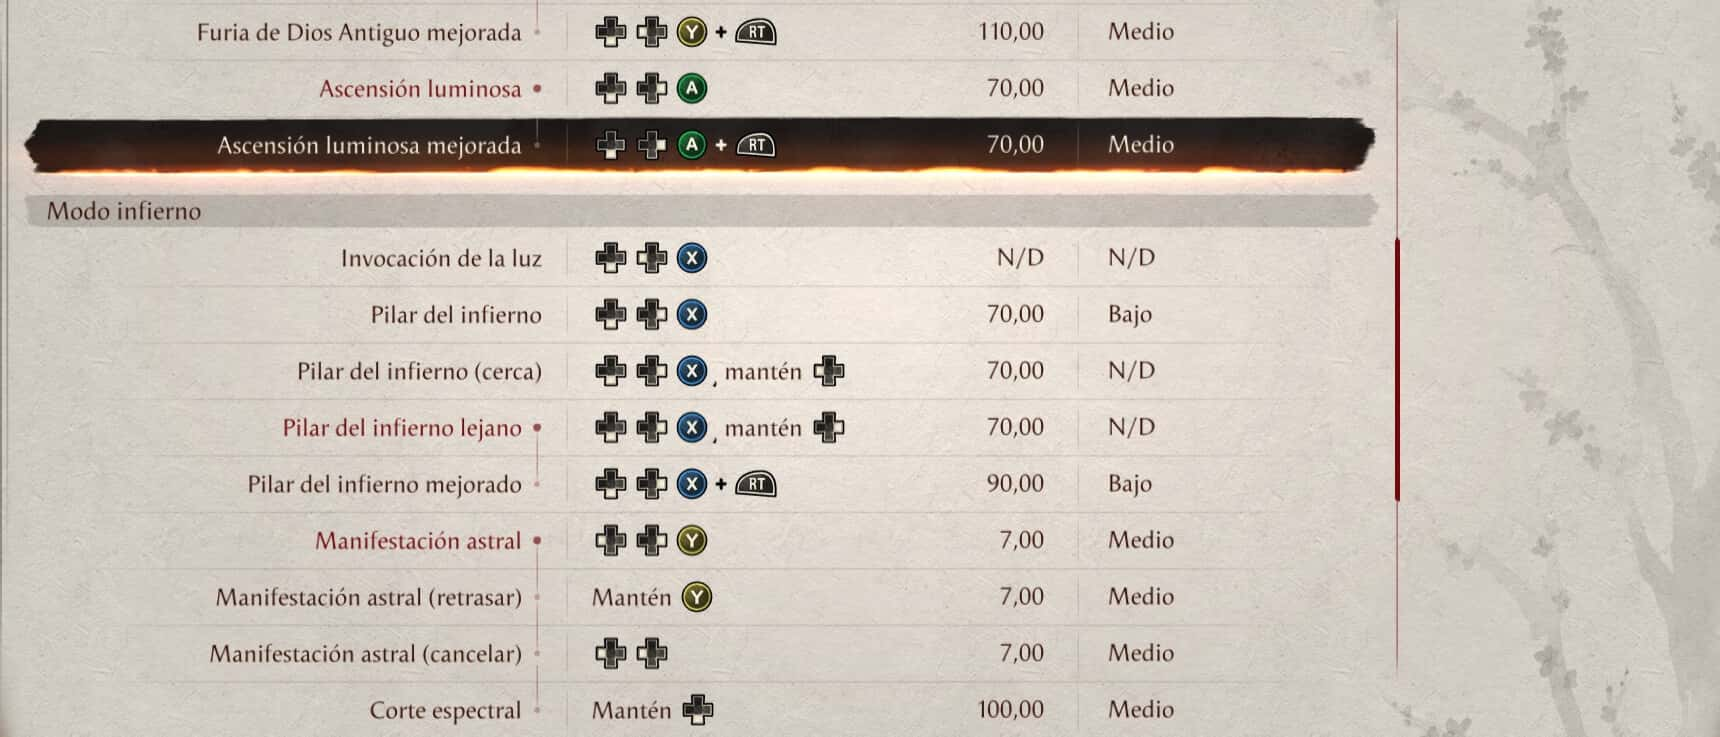 Furia de Dios Antiguo mejorada Y + RT 110,00 Medio
Ascensión luminosa A 70,00 Medio
Ascensión luminosa mejorada A + RT 70,00 Medio
Modo infierno
Invocación de la luz X N/D N/D
Pilar del infierno X 70,00 Bajo
Pilar del infierno (cerca) X , mantén 70,00 N/D
Pilar del infierno lejano X , mantén 70,00 N/D
Pilar del infierno mejorado X + RT 90,00 Bajo
Manifestación astral Y 7,00 Medio
Manifestación astral (retrasar) Mantén Y 7,00 Medio
Manifestación astral (cancelar) 7,00 Medio
Corte espectral Mantén 100,00 Medio